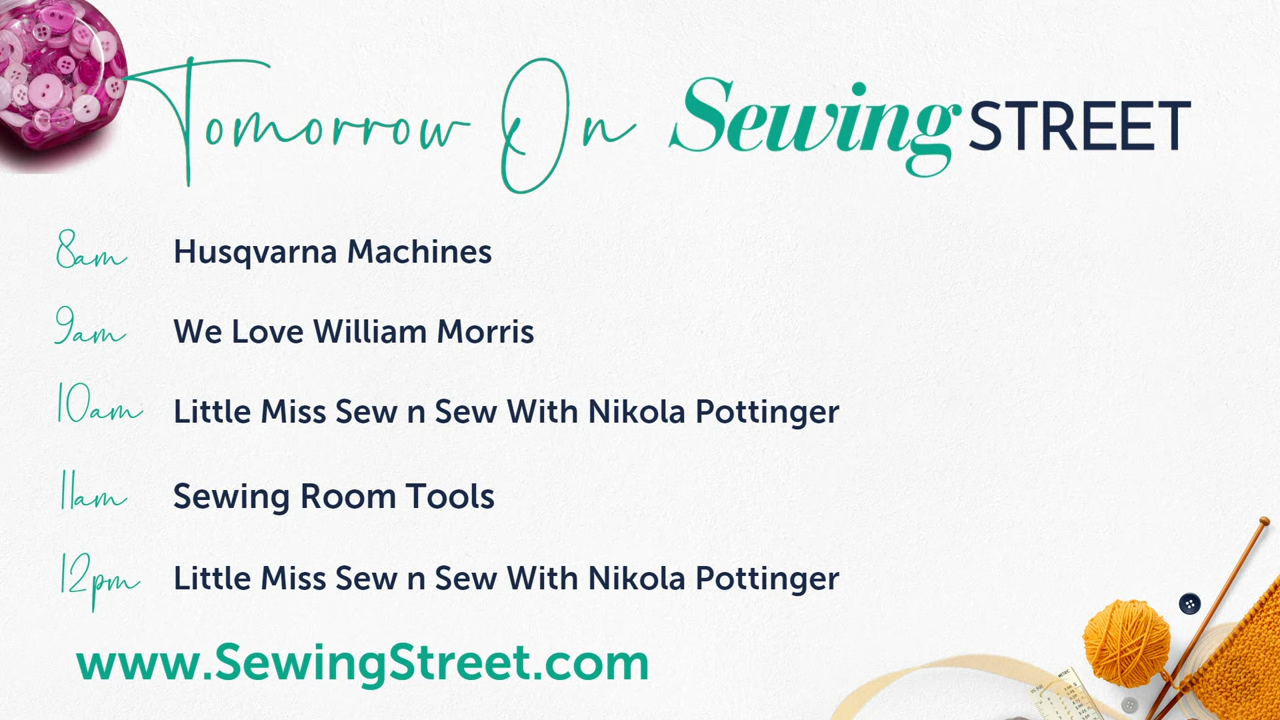 Tomorrow On Sewing STREET
8am Husqvarna Machines
9am We Love William Morris
10am Little Miss Sew n Sew With Nikola Pottinger
11am Sewing Room Tools
12pm Little Miss Sew n Sew With Nikola Pottinger
www.SewingStreet.com